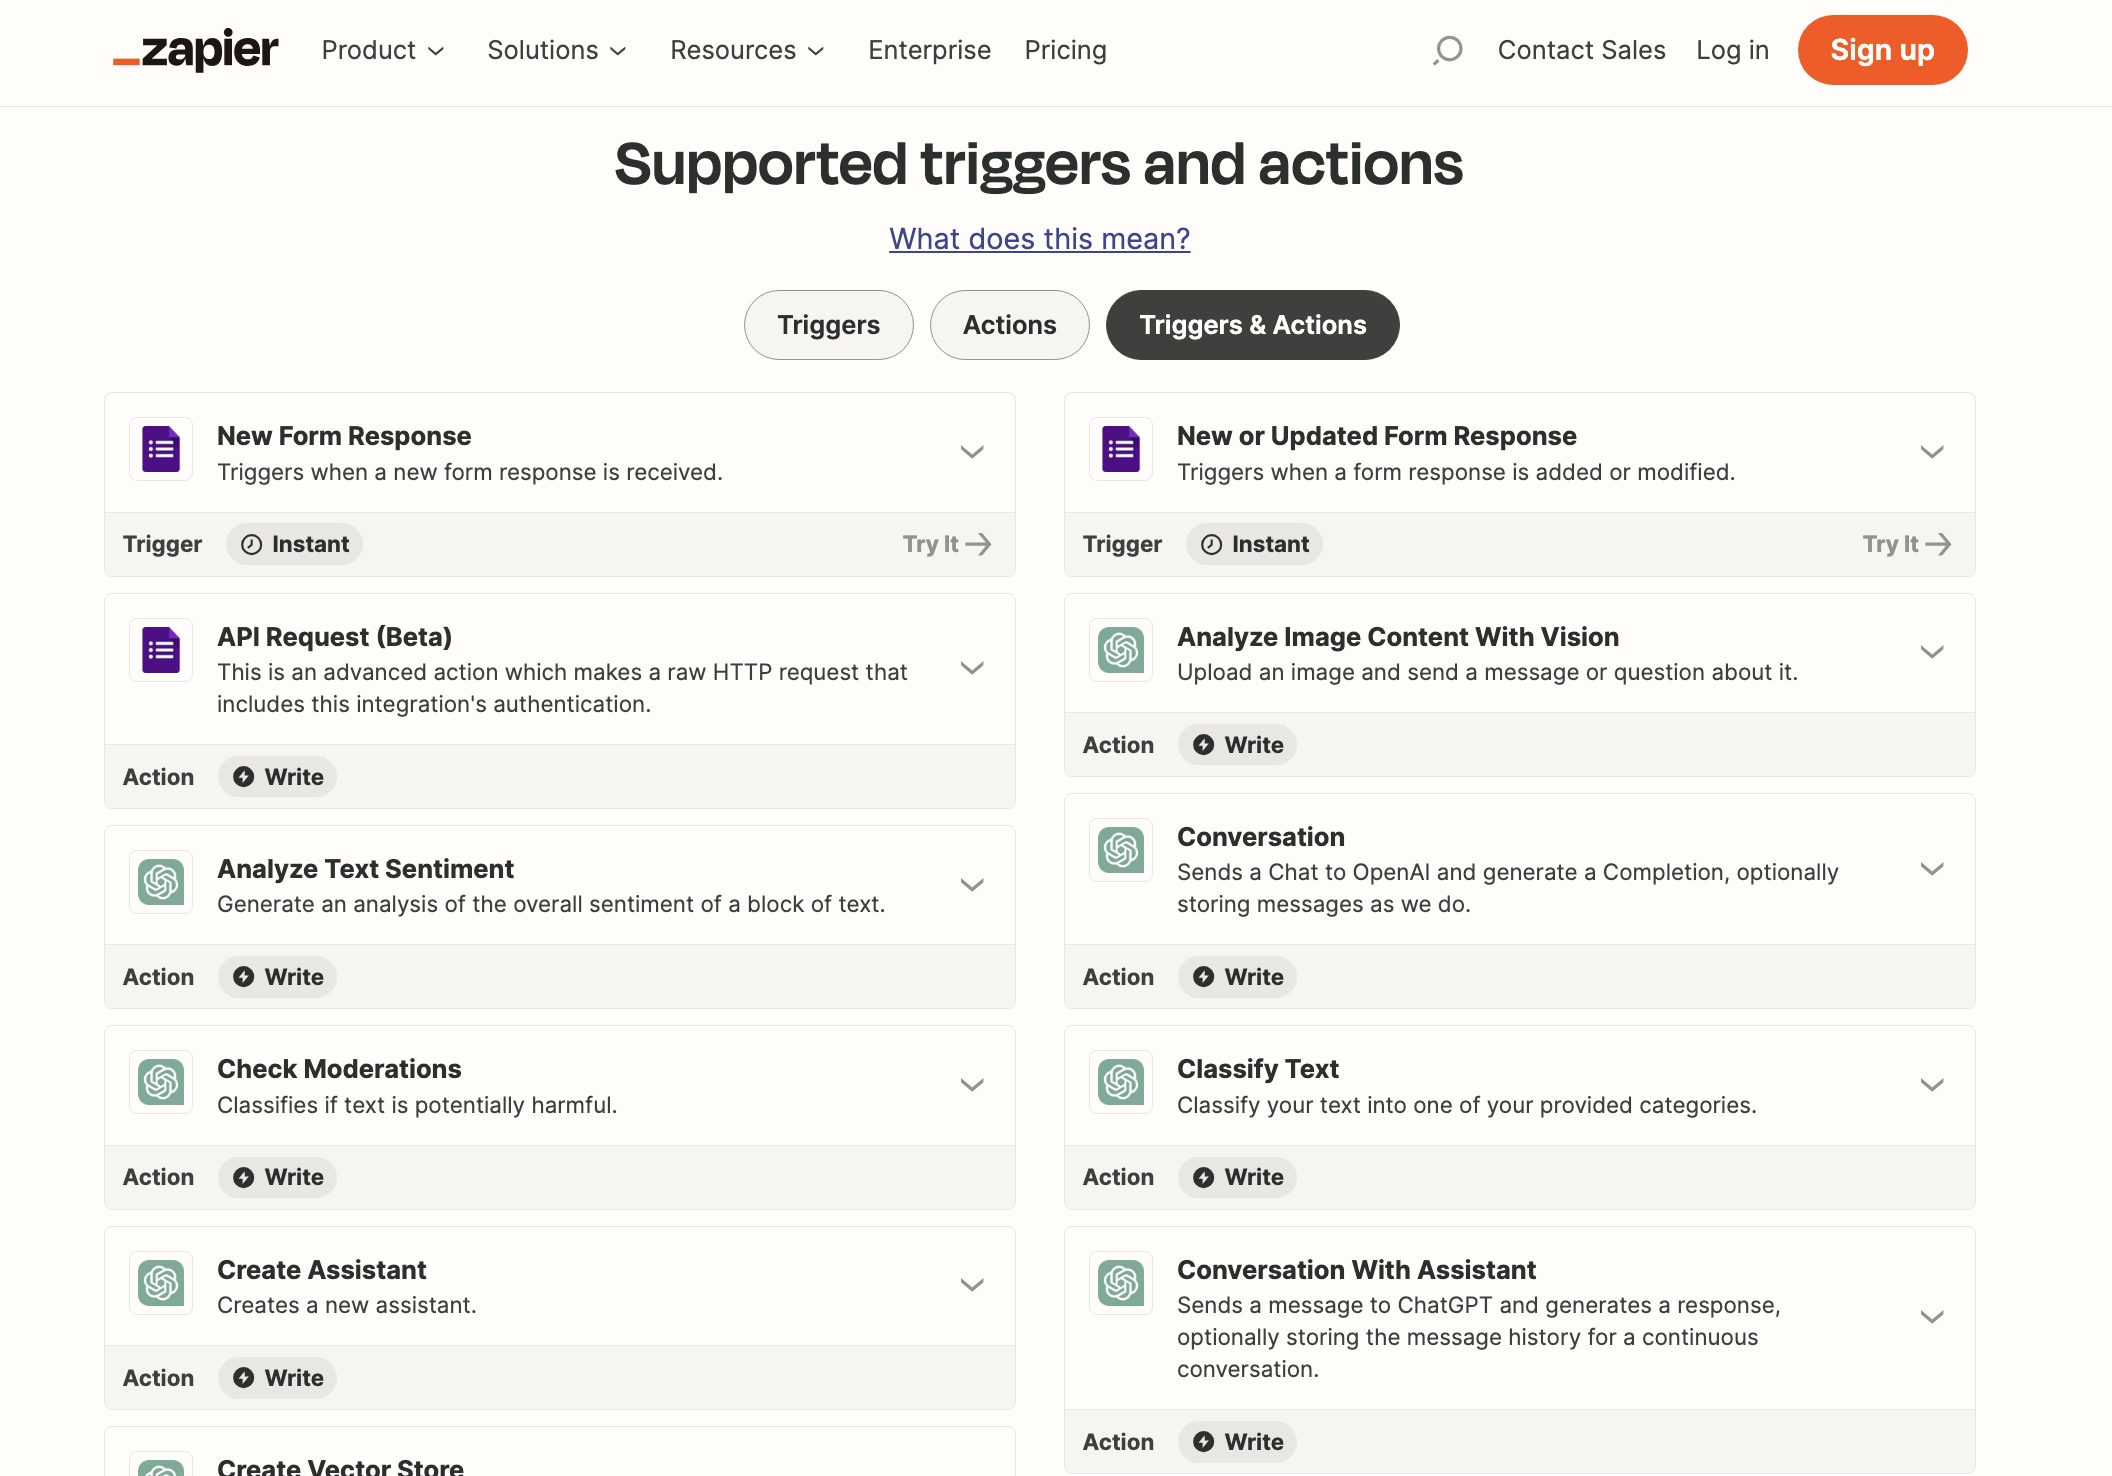 zapier Product Solutions Resources Enterprise Pricing Contact Sales Log in Sign up
Supported triggers and actions
What does this mean?
Triggers Actions Triggers & Actions
New Form Response
Triggers when a new form response is received.
Trigger Instant Try It
New or Updated Form Response
Triggers when a form response is added or modified.
Trigger Instant Try It
API Request (Beta)
This is an advanced action which makes a raw HTTP request that
includes this integration's authentication.
Action Write
Analyze Image Content With Vision
Upload an image and send a message or question about it.
Action Write
Analyze Text Sentiment
Generate an analysis of the overall sentiment of a block of text.
Action Write
Conversation
Sends a Chat to OpenAI and generate a Completion, optionally
storing messages as we do.
Action Write
Check Moderations
Classifies if text is potentially harmful.
Action Write
Classify Text
Classify your text into one of your provided categories.
Action Write
Create Assistant
Creates a new assistant.
Action Write
Conversation With Assistant
Sends a message to ChatGPT and generates a response,
optionally storing the message history for a continuous
conversation.
Action Write
Create Vector Store